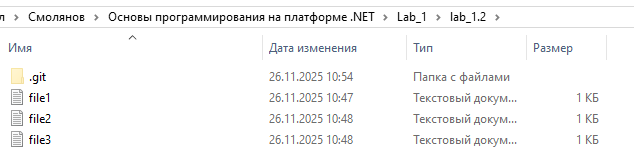 л › Смолянов › Основы программирования на платформе .NET › Lab_1 › lab_1.2 ›
Имя Дата изменения Тип Размер
.git 26.11.2025 10:54 Папка с файлами
file1 26.11.2025 10:47 Текстовый докум... 1 КБ
file2 26.11.2025 10:48 Текстовый докум... 1 КБ
file3 26.11.2025 10:48 Текстовый докум... 1 КБ